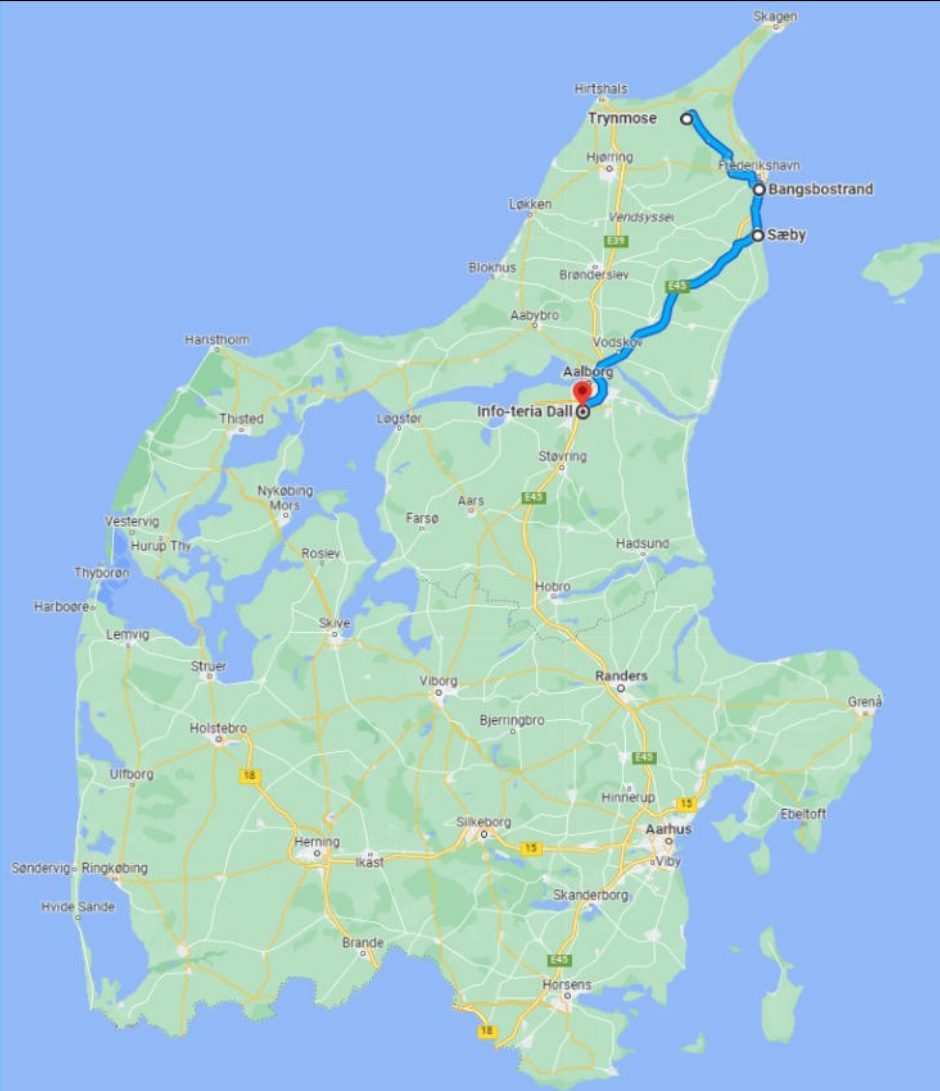 Skagen
Hirtshals
Trynmose
Hjørring
Frederikshavn
Bangsbostrand
Løkken
Vendsyssel
Sæby
E39
Blokhus
Brønderslev
E45
Aabybro
Hanstholm
Vodskov
Aalborg
Info-teria Dall
Thisted
Løgstør
Støvring
Nykøbing
Mors
E45
Aars
Farsø
Vestervig
Hurup Thy
Roslev
Hadsund
Thyborøn
Hobro
Harboøre
Lemvig
Skive
Struer
Viborg
Randers
Grenå
Holstebro
Bjerringbro
E45
Ulfborg
18
Hinnerup
15
Ebeltoft
Silkeborg
Aarhus
Herning
15
Ikast
Viby
Søndervig
Ringkøbing
Skanderborg
Hvide Sande
Brande
E45
Horsens
18